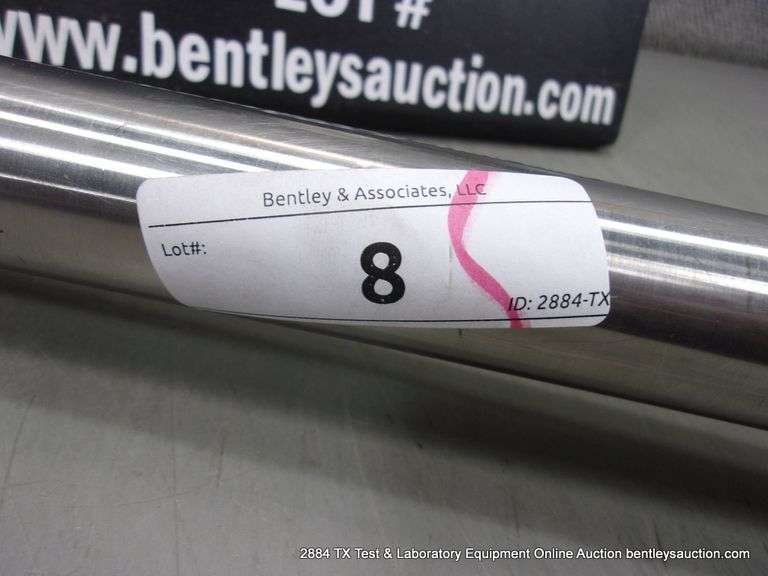 LOT #
www.bentleysauction.com
Bentley & Associates, LLC
Lot#:
8
ID: 2884-TX
2884 TX Test & Laboratory Equipment Online Auction bentleysauction.com